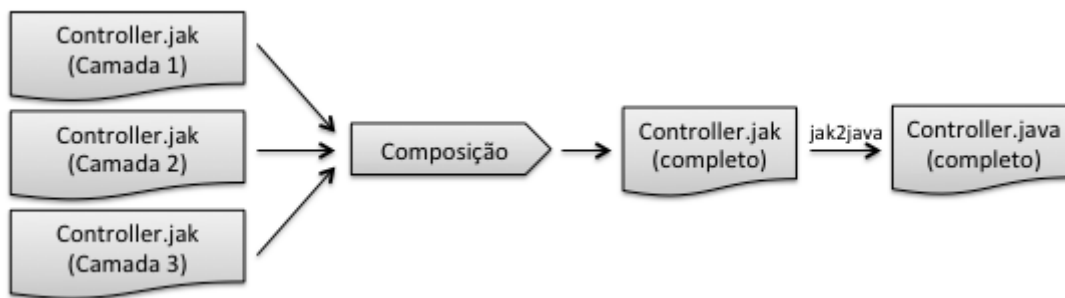 Controller.jak
(Camada 1)
Controller.jak
(Camada 2)
Controller.jak
(Camada 3)
Composição
Controller.jak
(completo)
jak2java
Controller.java
(completo)